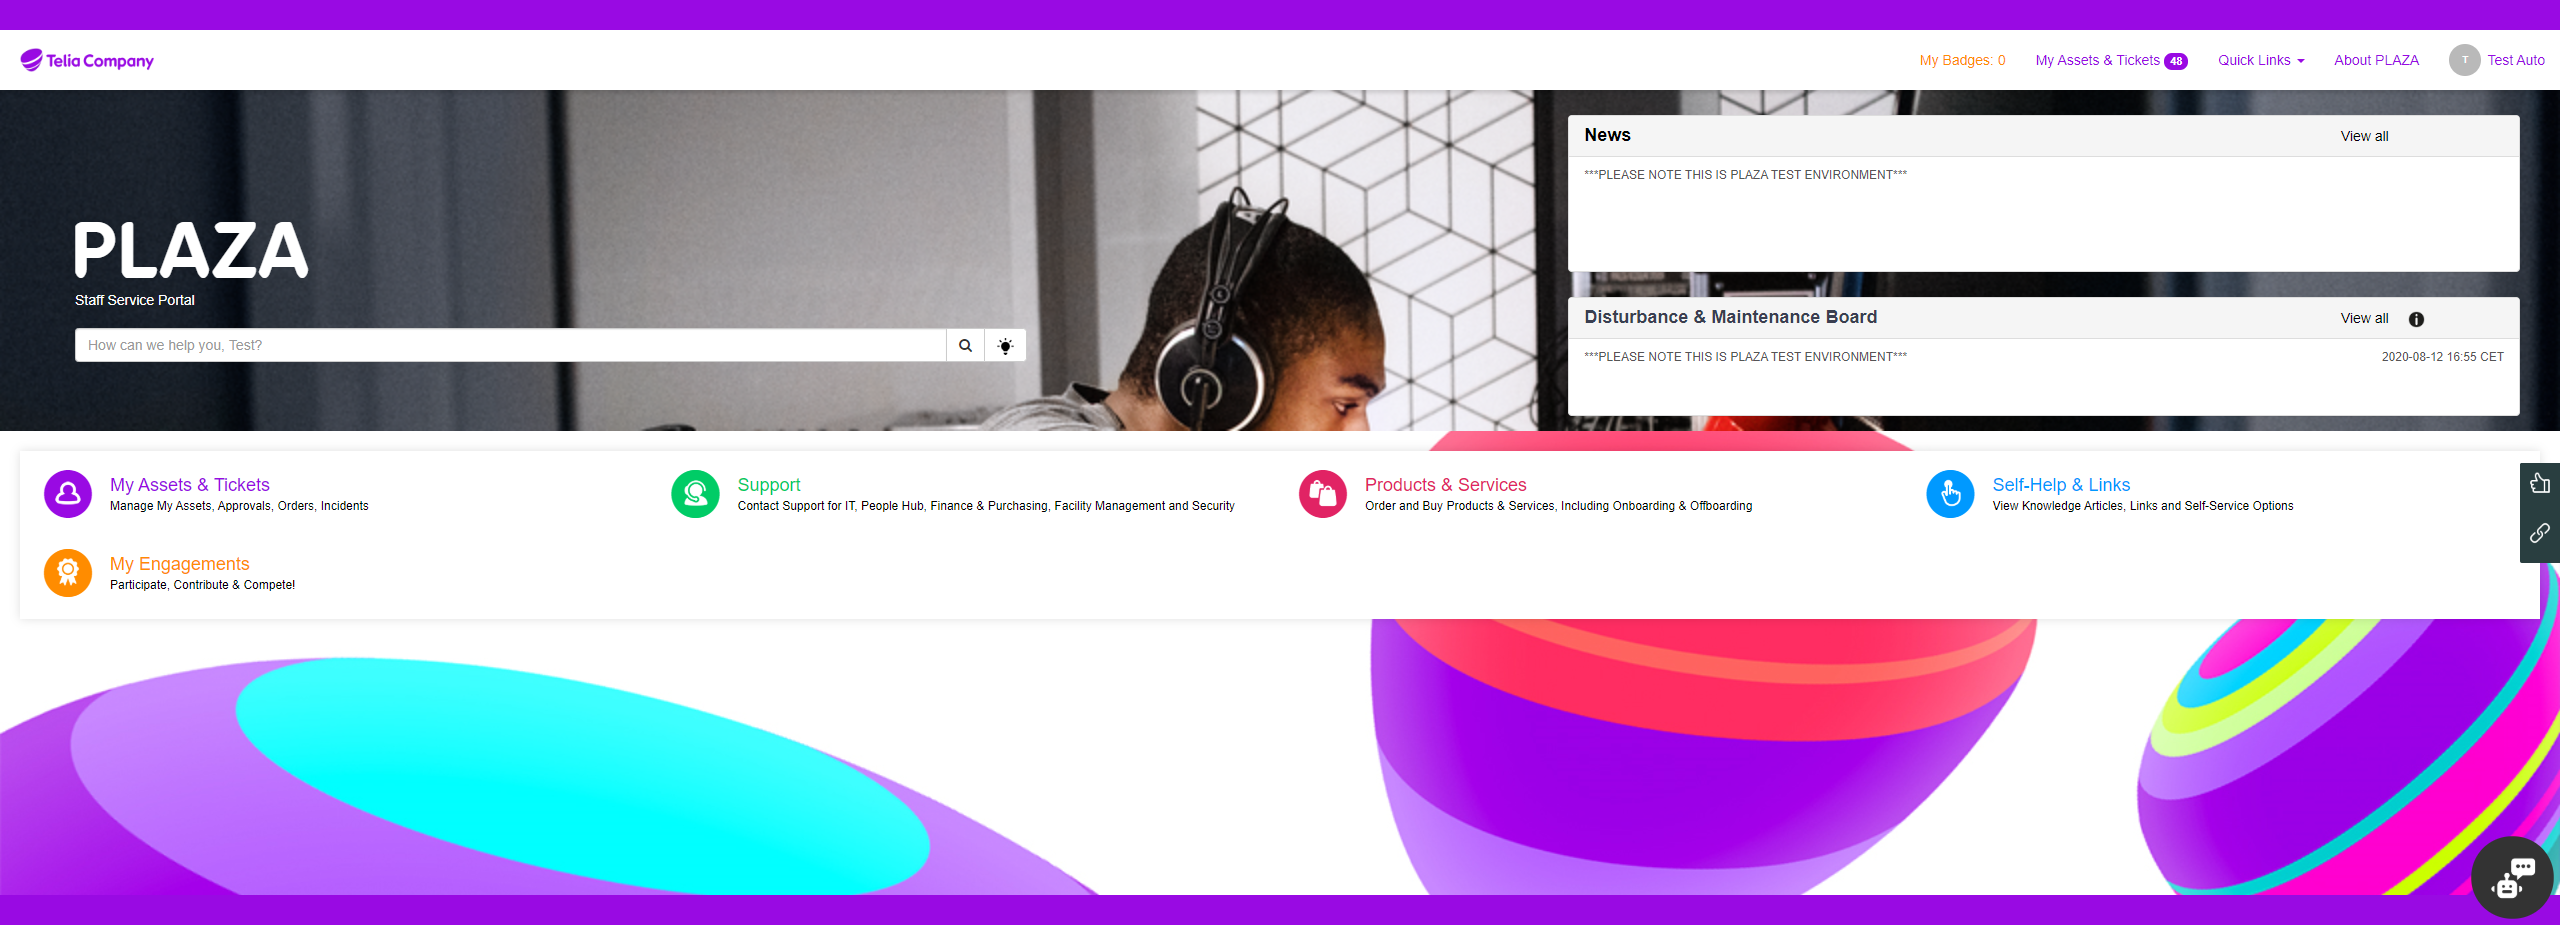 Telia Company
My Badges: 0
My Assets & Tickets 48
Quick Links
About PLAZA
T
Test Auto
PLAZA
Staff Service Portal
How can we help you, Test?
News
View all
***PLEASE NOTE THIS IS PLAZA TEST ENVIRONMENT***
Disturbance & Maintenance Board
View all
***PLEASE NOTE THIS IS PLAZA TEST ENVIRONMENT***
2020-08-12 16:55 CET
My Assets & Tickets
Manage My Assets, Approvals, Orders, Incidents
Support
Contact Support for IT, People Hub, Finance & Purchasing, Facility Management and Security
Products & Services
Order and Buy Products & Services, Including Onboarding & Offboarding
Self-Help & Links
View Knowledge Articles, Links and Self-Service Options
My Engagements
Participate, Contribute & Compete!